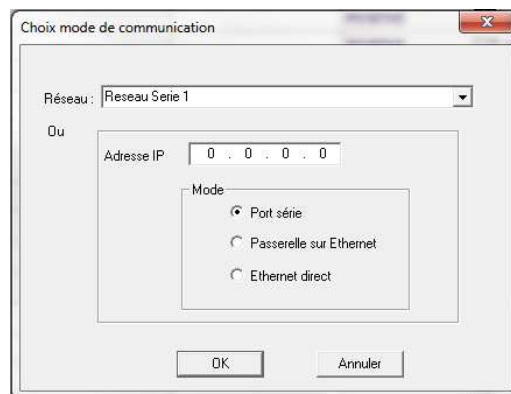 Choix mode de communication
Réseau : Reseau Serie 1
Ou
Adresse IP 0 . 0 . 0 . 0
Mode
Port série
Passerelle sur Ethernet
Ethernet direct
OK Annuler